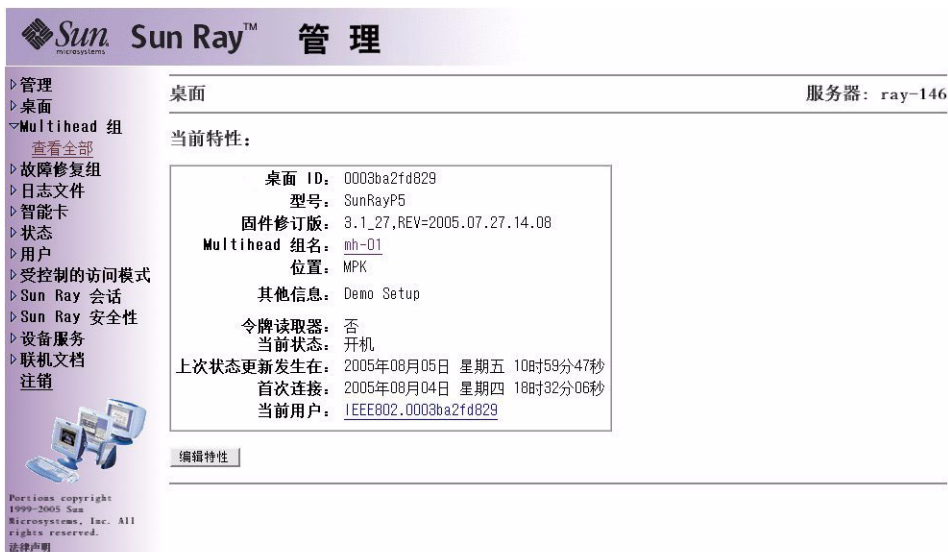 Sun microsystems Sun Ray™ 管 理
管理
桌面
Multihead 组
查看全部
故障修复组
日志文件
智能卡
状态
用户
受控制的访问模式
Sun Ray 会话
Sun Ray 安全性
设备服务
联机文档
注销
Portions copyright
1999-2005 Sun
Microsystems, Inc. All
rights reserved.
法律声明
桌面 服务器: ray-146
当前特性:
桌面 ID: 0003ba2fd829
型号: SunRayP5
固件修订版: 3.1_27,REV=2005.07.27.14.08
Multihead 组名: mh-01
位置: MPK
其他信息: Demo Setup
令牌读取器: 否
当前状态: 开机
上次状态更新发生在: 2005年08月05日 星期五 10时59分47秒
首次连接: 2005年08月04日 星期四 18时32分06秒
当前用户: IEEE802.0003ba2fd829
编辑特性